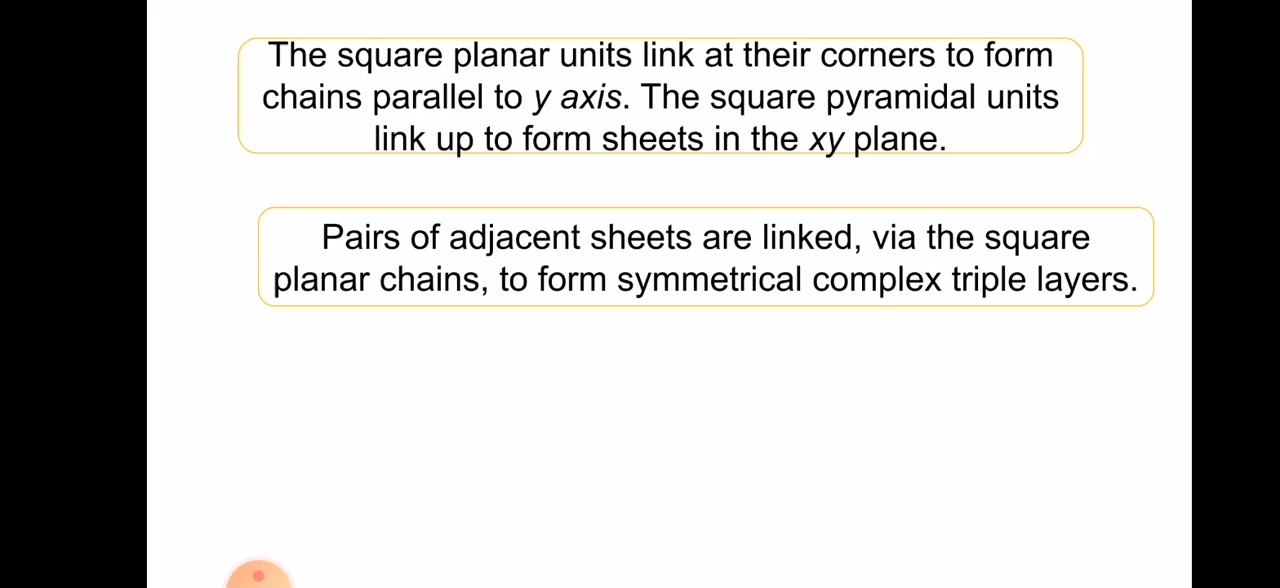 The square planar units link at their corners to form
chains parallel to y axis. The square pyramidal units
link up to form sheets in the xy plane.
Pairs of adjacent sheets are linked, via the square
planar chains, to form symmetrical complex triple layers.